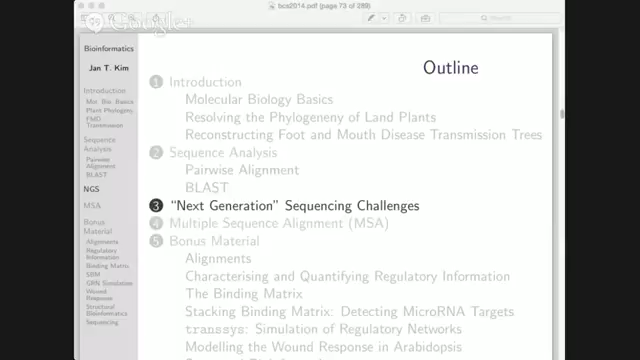 bcs2014.pdf (page 73 of 289)
Search
Google+
Bioinformatics
Jan T. Kim
Introduction
Mol. Bio. Basics
Plant Phylogeny
FMD
Transmission
Sequence
Analysis
Pairwise
Alignment
BLAST
NGS
MSA
Bonus
Material
Alignments
Regulatory
Information
Binding Matrix
SBM
GRN Simulation
Wound
Response
Structural
Bioinformatics
Sequencing
Outline
1 Introduction
Molecular Biology Basics
Resolving the Phylogeneny of Land Plants
Reconstructing Foot and Mouth Disease Transmission Trees
2 Sequence Analysis
Pairwise Alignment
BLAST
3 “Next Generation” Sequencing Challenges
4 Multiple Sequence Alignment (MSA)
5 Bonus Material
Alignments
Characterising and Quantifying Regulatory Information
The Binding Matrix
Stacking Binding Matrix: Detecting MicroRNA Targets
transsys: Simulation of Regulatory Networks
Modelling the Wound Response in Arabidopsis